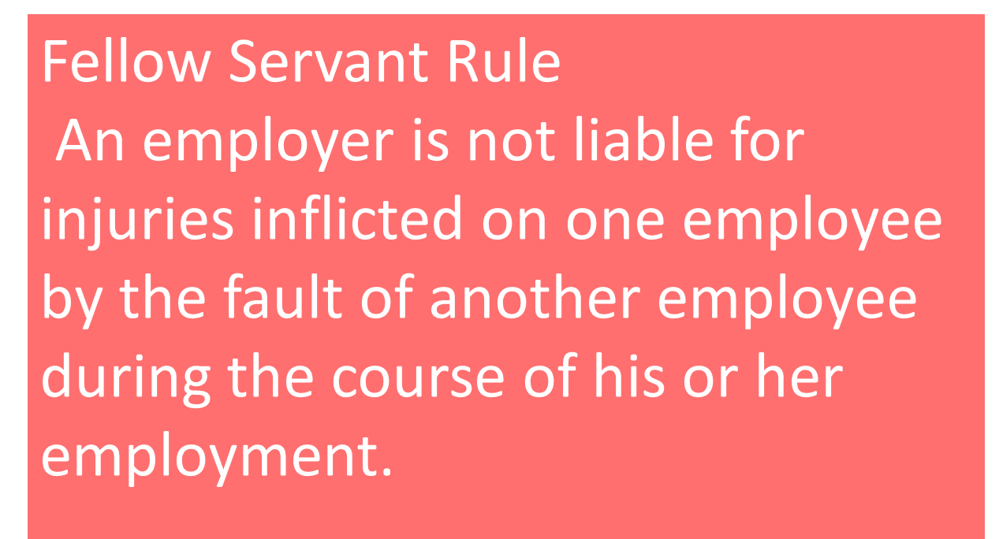 Fellow Servant Rule
An employer is not liable for
injuries inflicted on one employee
by the fault of another employee
during the course of his or her
employment.